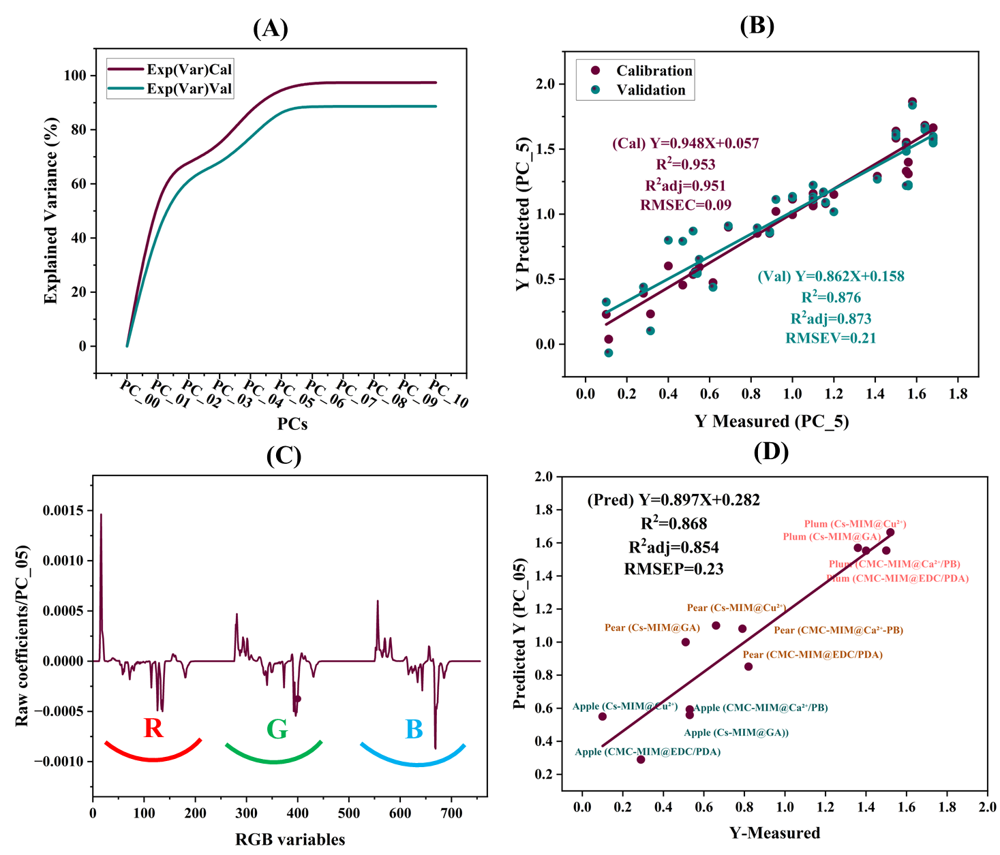 (A)
Exp(Var)Cal
Exp(Var)Val
Explained Variance (%)
100
80
60
40
20
0
PC_00
PC_01
PC_02
PC_03
PC_04
PC_05
PC_06
PC_07
PC_08
PC_09
PC_10
PCs
(B)
Calibration
Validation
(Cal) Y=0.948X+0.057
R²=0.953
R²adj=0.951
RMSEC=0.09
(Val) Y=0.862X+0.158
R²=0.876
R²adj=0.873
RMSEV=0.21
Y Predicted (PC_5)
2.0
1.5
1.0
0.5
0.0
0.0 0.2 0.4 0.6 0.8 1.0 1.2 1.4 1.6 1.8
Y Measured (PC_5)
(C)
Raw coefficients/PC_05
0.0015
0.0010
0.0005
0.0000
−0.0005
−0.0010
R G B
0 100 200 300 400 500 600 700
RGB variables
(D)
(Pred) Y=0.897X+0.282
R²=0.868
R²adj=0.854
RMSEP=0.23
Plum (Cs-MIM@Cu²⁺)
Plum (Cs-MIM@GA)
Plum (CMC-MIM@Ca²⁺/PB)
Plum (CMC-MIM@EDC/PDA)
Pear (Cs-MIM@Cu²⁺)
Pear (Cs-MIM@GA)
Pear (CMC-MIM@Ca²⁺-PB)
Pear (CMC-MIM@EDC/PDA)
Apple (Cs-MIM@Cu²⁺)
Apple (CMC-MIM@Ca²⁺/PB)
Apple (Cs-MIM@GA))
Apple (CMC-MIM@EDC/PDA)
Predicted Y (PC_05)
2.0
1.8
1.6
1.4
1.2
1.0
0.8
0.6
0.4
0.2
0.0 0.2 0.4 0.6 0.8 1.0 1.2 1.4 1.6 1.8 2.0
Y-Measured